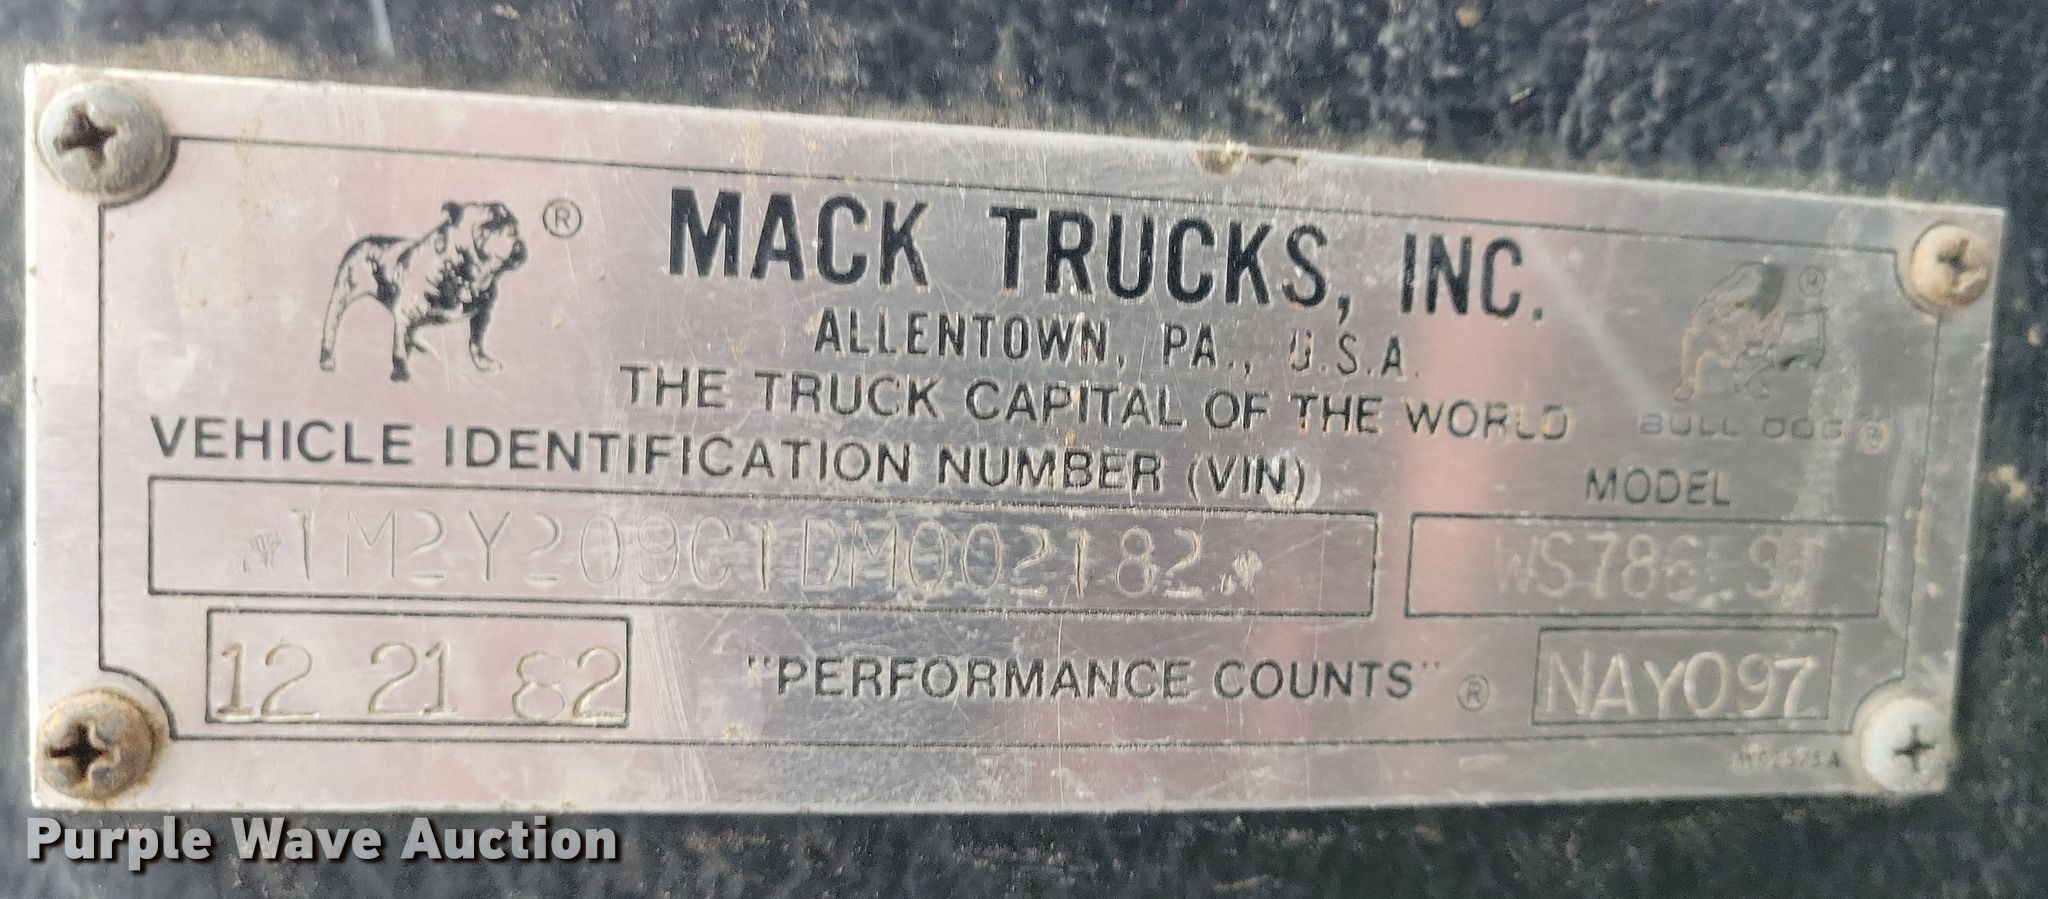 MACK TRUCKS, INC.
ALLENTOWN, PA., U.S.A.
THE TRUCK CAPITAL OF THE WORLD
BULL DOG ®
VEHICLE IDENTIFICATION NUMBER (VIN)
MODEL
1M2Y209C1DM002182
12 21 82
"PERFORMANCE COUNTS" ®
NAY097
Purple Wave Auction